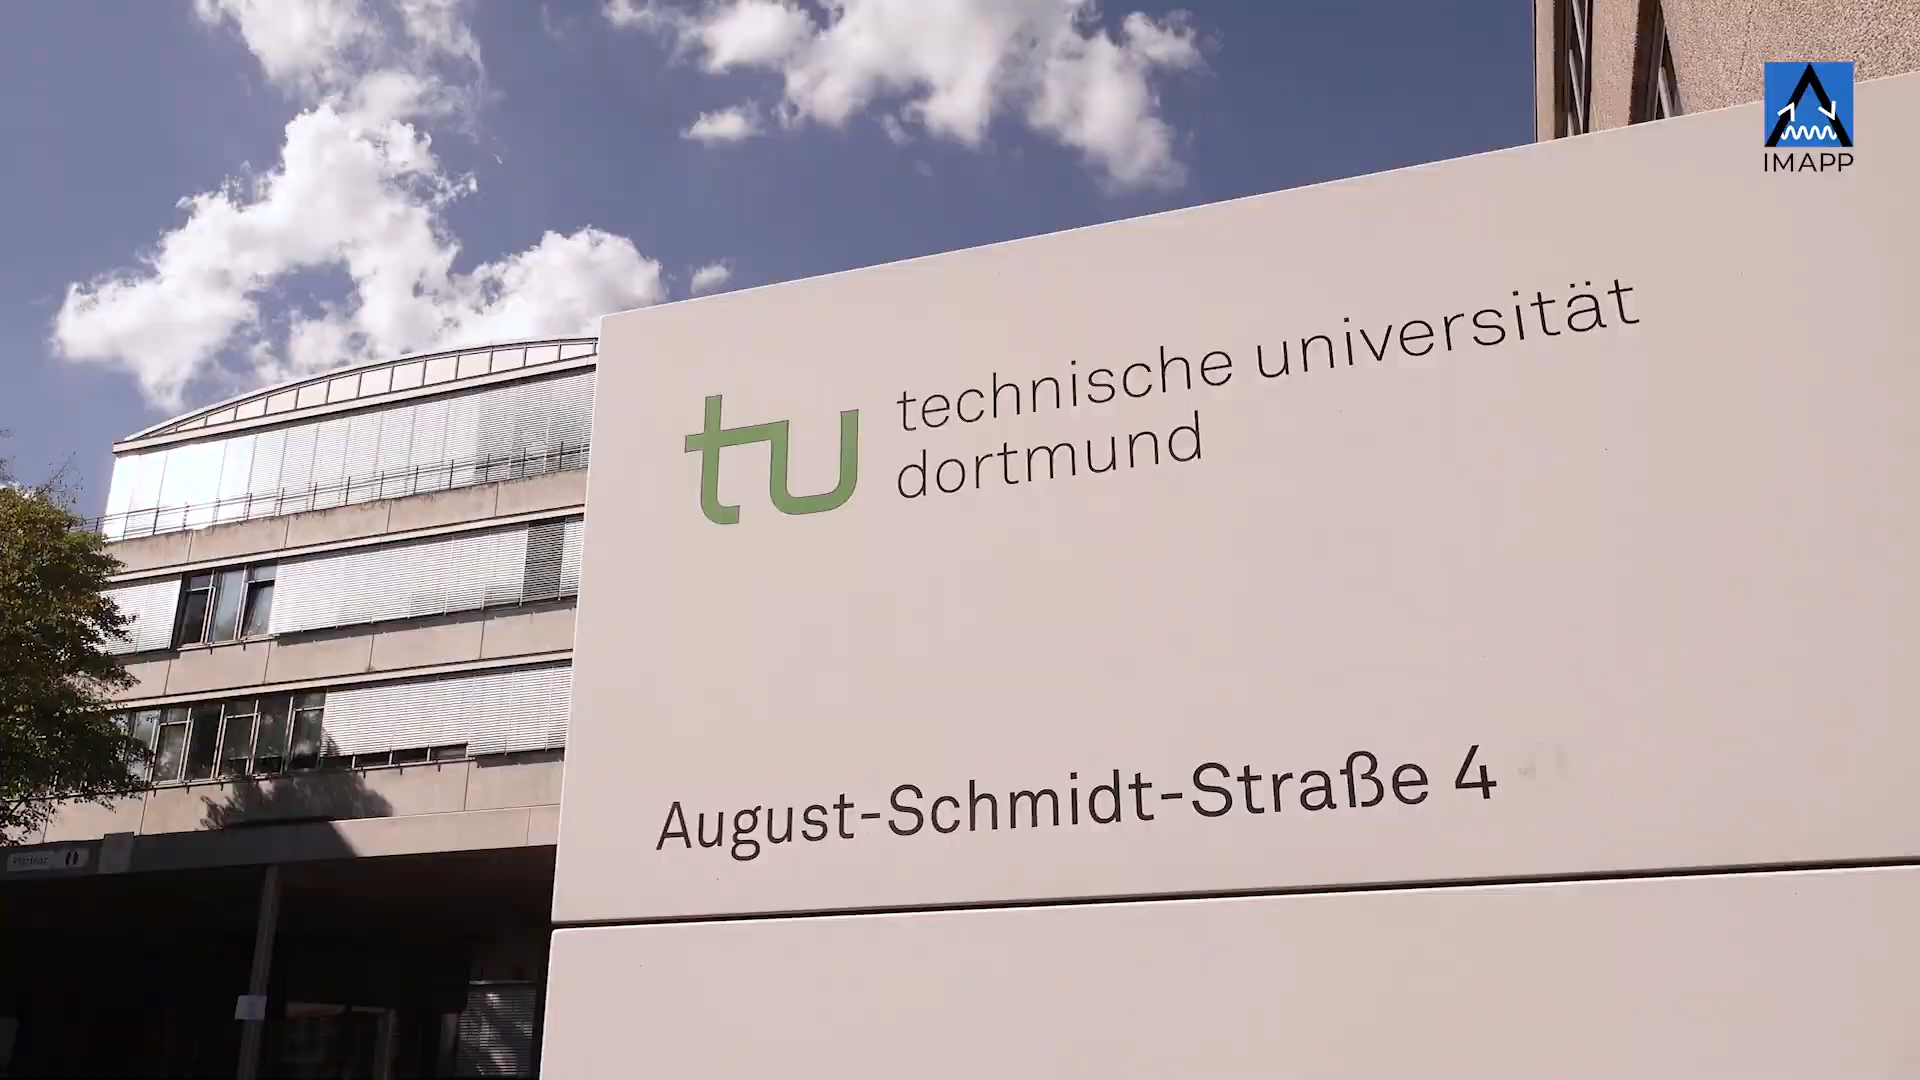 IMAPP
tu
technische universität
dortmund
August-Schmidt-Straße 4